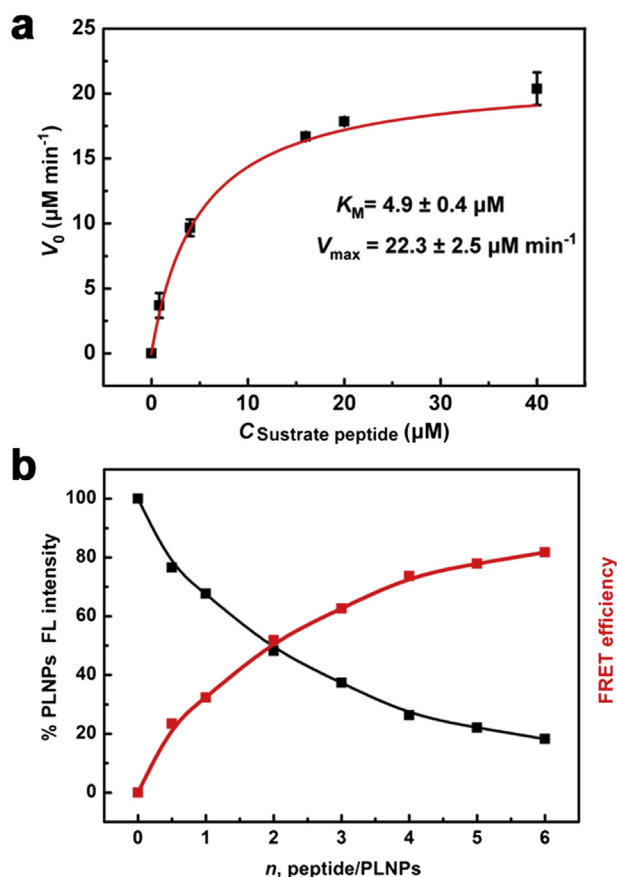 a
25
20
15
10
5
0
V0 (µM min-1)
KM= 4.9 ± 0.4 µM
Vmax = 22.3 ± 2.5 µM min-1
0 10 20 30 40
C Sustrate peptide (µM)
b
100
80
60
40
20
0
% PLNPs FL intensity
FRET efficiency
0 1 2 3 4 5 6
n, peptide/PLNPs